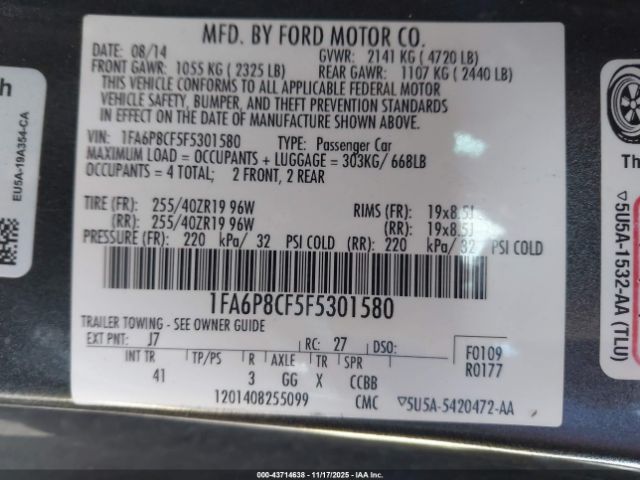 MFD. BY FORD MOTOR CO.
DATE: 08/14 GVWR: 2141 KG ( 4720 LB)
FRONT GAWR: 1055 KG ( 2325 LB) REAR GAWR: 1107 KG ( 2440 LB)
THIS VEHICLE CONFORMS TO ALL APPLICABLE FEDERAL MOTOR
VEHICLE SAFETY, BUMPER, AND THEFT PREVENTION STANDARDS
IN EFFECT ON THE DATE OF MANUFACTURE SHOWN ABOVE.
VIN: 1FA6P8CF5F5301580 TYPE: Passenger Car
MAXIMUM LOAD = OCCUPANTS + LUGGAGE = 303KG/ 668LB
OCCUPANTS = 4 TOTAL; 2 FRONT, 2 REAR
TIRE (FR): 255/40ZR19 96W RIMS (FR): 19x8.5J
(RR): 255/40ZR19 96W (RR): 19x8.5J
PRESSURE (FR): 220 kPa/ 32 PSI COLD (RR): 220 kPa/ 32 PSI COLD
1FA6P8CF5F5301580
TRAILER TOWING - SEE OWNER GUIDE
EXT PNT: J7 RC: 27 DSO: F0109
R0177
INT TR TP/PS R AXLE TR SPR
41 3 GG X CCBB
1201408255099 CMC ▽5U5A-5420472-AA
EU5A-19A354-CA
▽5U5A-1532-AA (TLU)
000-43714638 - 11/17/2025 - IAA Inc.